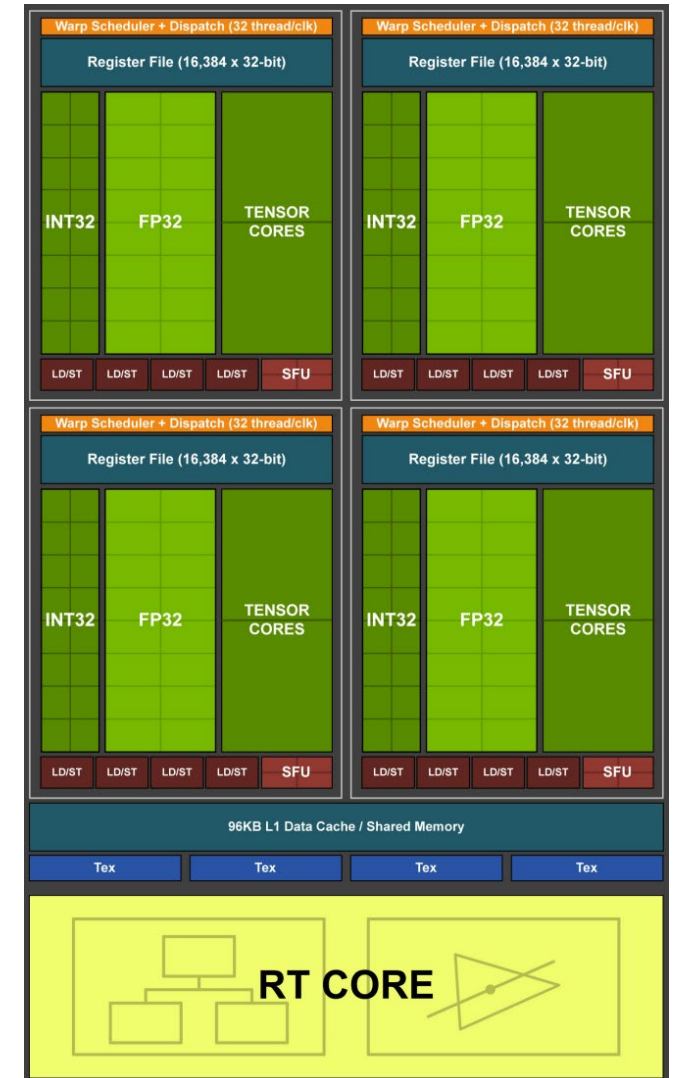 Warp Scheduler + Dispatch (32 thread/clk)
Register File (16,384 x 32-bit)
INT32
FP32
TENSOR
CORES
LD/ST
LD/ST
LD/ST
LD/ST
SFU
Warp Scheduler + Dispatch (32 thread/clk)
Register File (16,384 x 32-bit)
INT32
FP32
TENSOR
CORES
LD/ST
LD/ST
LD/ST
LD/ST
SFU
Warp Scheduler + Dispatch (32 thread/clk)
Register File (16,384 x 32-bit)
INT32
FP32
TENSOR
CORES
LD/ST
LD/ST
LD/ST
LD/ST
SFU
Warp Scheduler + Dispatch (32 thread/clk)
Register File (16,384 x 32-bit)
INT32
FP32
TENSOR
CORES
LD/ST
LD/ST
LD/ST
LD/ST
SFU
96KB L1 Data Cache / Shared Memory
Tex
Tex
Tex
Tex
RT CORE